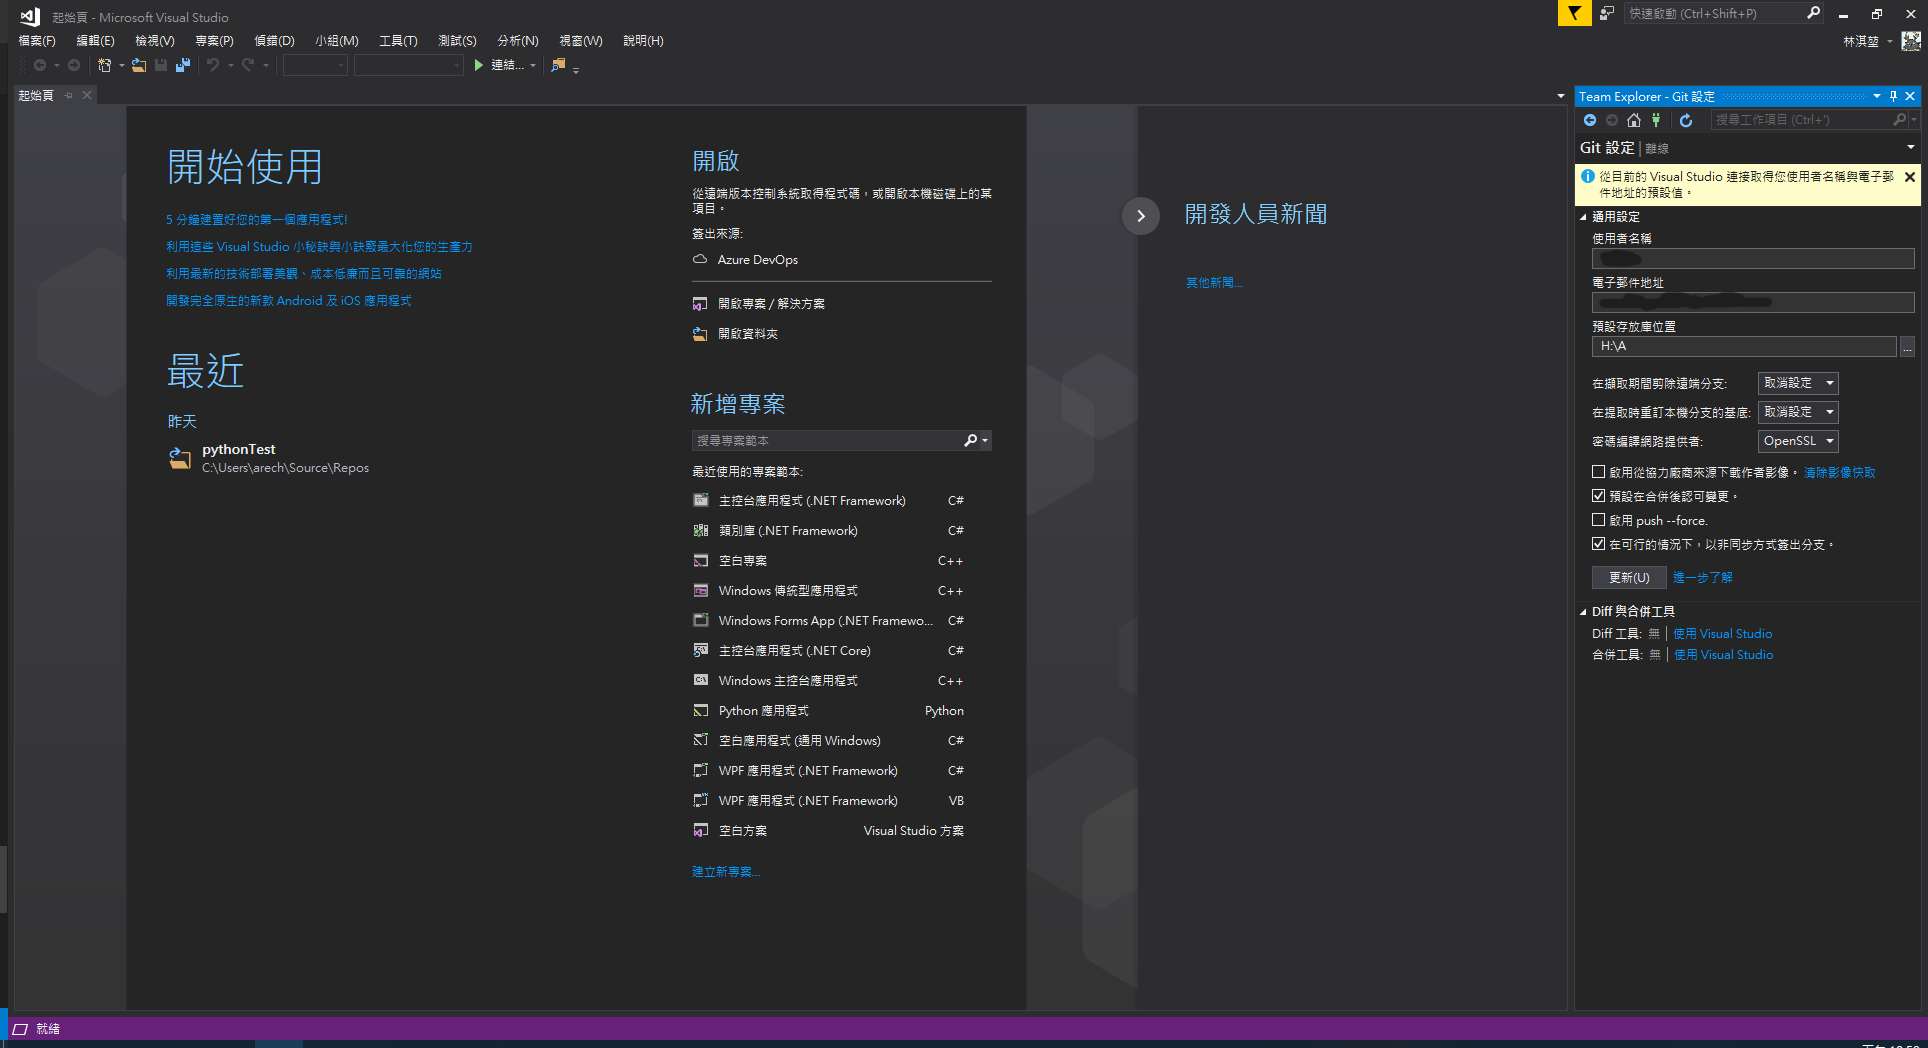 起始頁 - Microsoft Visual Studio
快速啟動 (Ctrl+Shift+P)
檔案(F) 編輯(E) 檢視(V) 專案(P) 偵錯(D) 小組(M) 工具(T) 測試(S) 分析(N) 視窗(W) 說明(H)
林淇堃
連結...
起始頁
開始使用
5 分鐘建置好您的第一個應用程式!
利用這些 Visual Studio 小秘訣與小訣竅最大化您的生產力
利用最新的技術部署美觀、成本低廉而且可靠的網站
開發完全原生的新款 Android 及 iOS 應用程式
最近
昨天
pythonTest
C:\Users\arech\Source\Repos
開啟
從遠端版本控制系統取得程式碼，或開啟本機磁碟上的某
項目。
簽出來源:
Azure DevOps
開啟專案 / 解決方案
開啟資料夾
新增專案
搜尋專案範本
最近使用的專案範本:
主控台應用程式 (.NET Framework) C#
類別庫 (.NET Framework) C#
空白專案 C++
Windows 傳統型應用程式 C++
Windows Forms App (.NET Framewo... C#
主控台應用程式 (.NET Core) C#
Windows 主控台應用程式 C++
Python 應用程式 Python
空白應用程式 (通用 Windows) C#
WPF 應用程式 (.NET Framework) C#
WPF 應用程式 (.NET Framework) VB
空白方案 Visual Studio 方案
建立新專案...
開發人員新聞
其他新聞...
Team Explorer - Git 設定
搜尋工作項目 (Ctrl+')
Git 設定 | 離線
從目前的 Visual Studio 連接取得您使用者名稱與電子郵
件地址的預設值。
通用設定
使用者名稱
電子郵件地址
預設存放庫位置
H:\A
...
在擷取期間剪除遠端分支: 取消設定
在提取時重訂本機分支的基底: 取消設定
密碼編譯網路提供者: OpenSSL
啟用從協力廠商來源下載作者影像。 清除影像快取
預設在合併後認可變更。
啟用 push --force.
在可行的情況下，以非同步方式簽出分支。
更新(U) 進一步了解
Diff 與合併工具
Diff 工具: 無 | 使用 Visual Studio
合併工具: 無 | 使用 Visual Studio
就緒